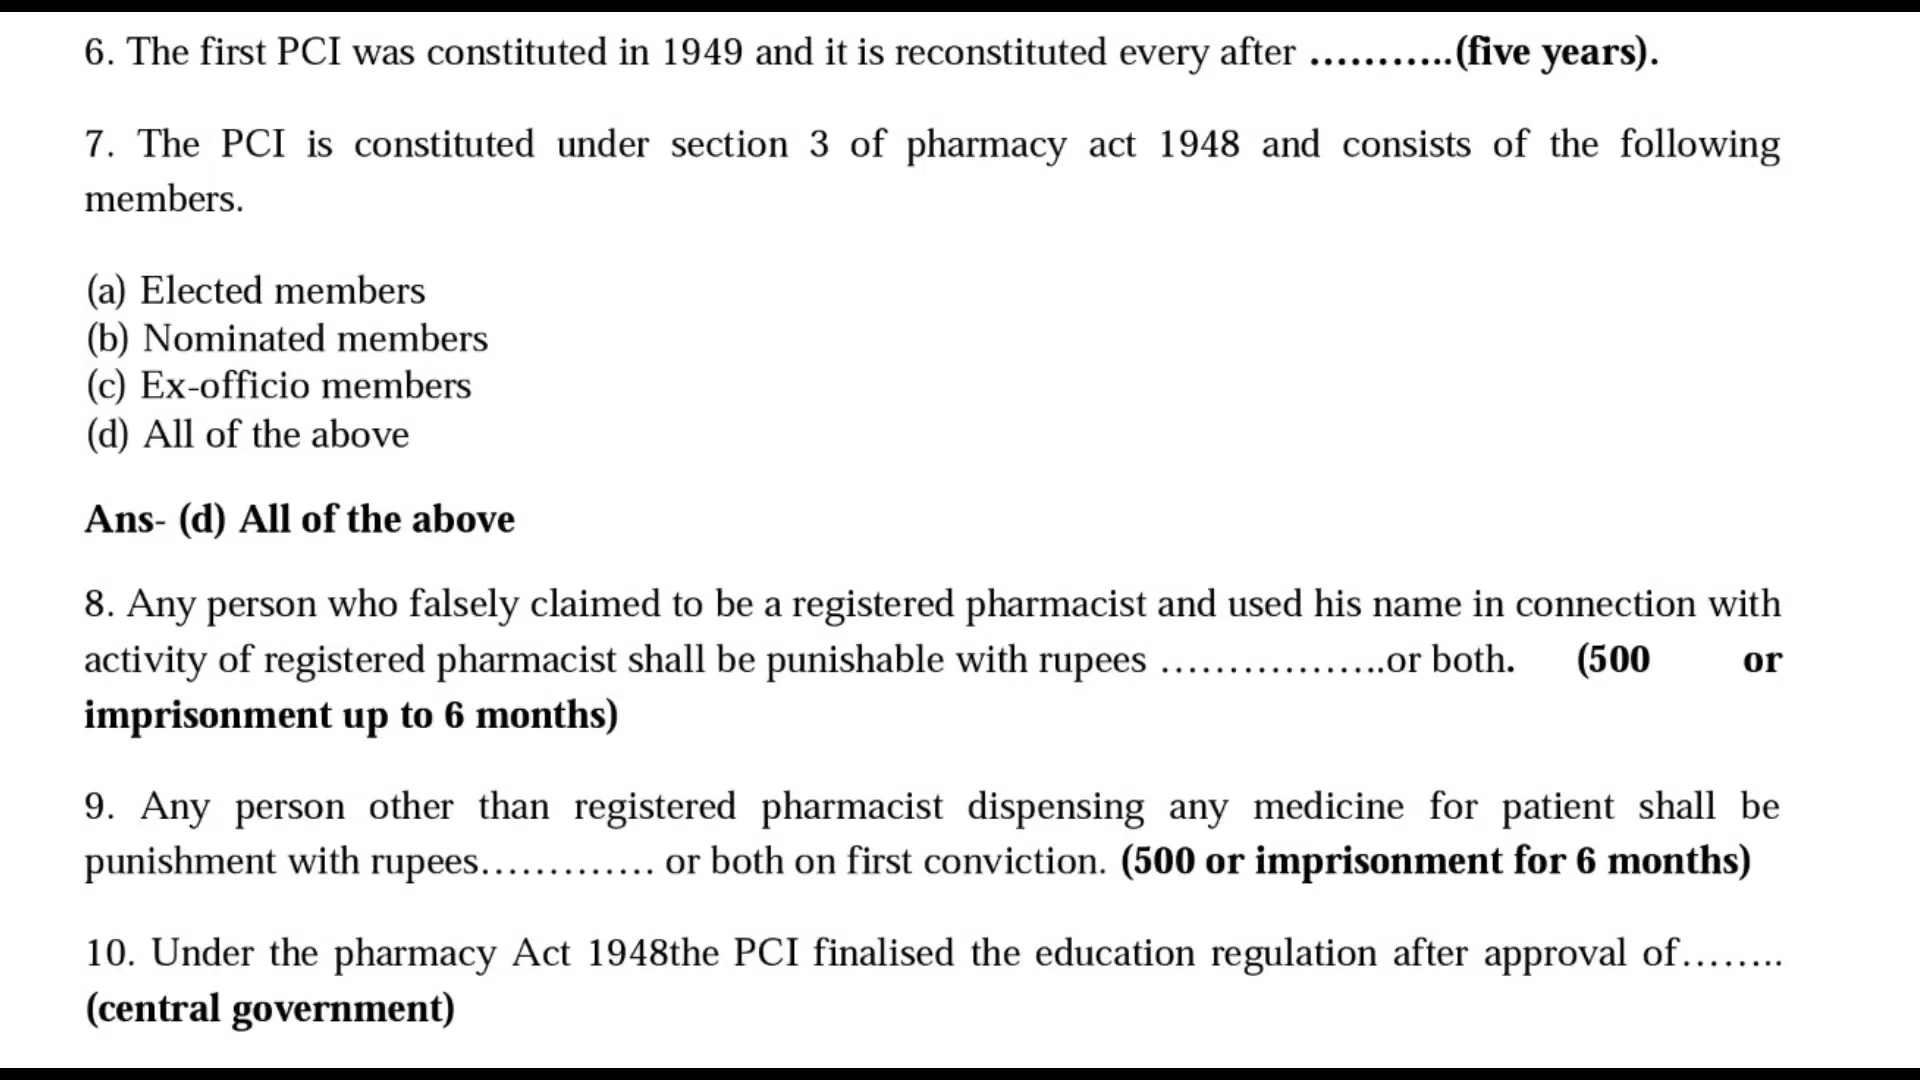 6. The first PCI was constituted in 1949 and it is reconstituted every after ………..(five years).
7. The PCI is constituted under section 3 of pharmacy act 1948 and consists of the following
members.
(a) Elected members
(b) Nominated members
(c) Ex-officio members
(d) All of the above
Ans- (d) All of the above
8. Any person who falsely claimed to be a registered pharmacist and used his name in connection with
activity of registered pharmacist shall be punishable with rupees ……………..or both. (500 or
imprisonment up to 6 months)
9. Any person other than registered pharmacist dispensing any medicine for patient shall be
punishment with rupees…………. or both on first conviction. (500 or imprisonment for 6 months)
10. Under the pharmacy Act 1948the PCI finalised the education regulation after approval of……..
(central government)